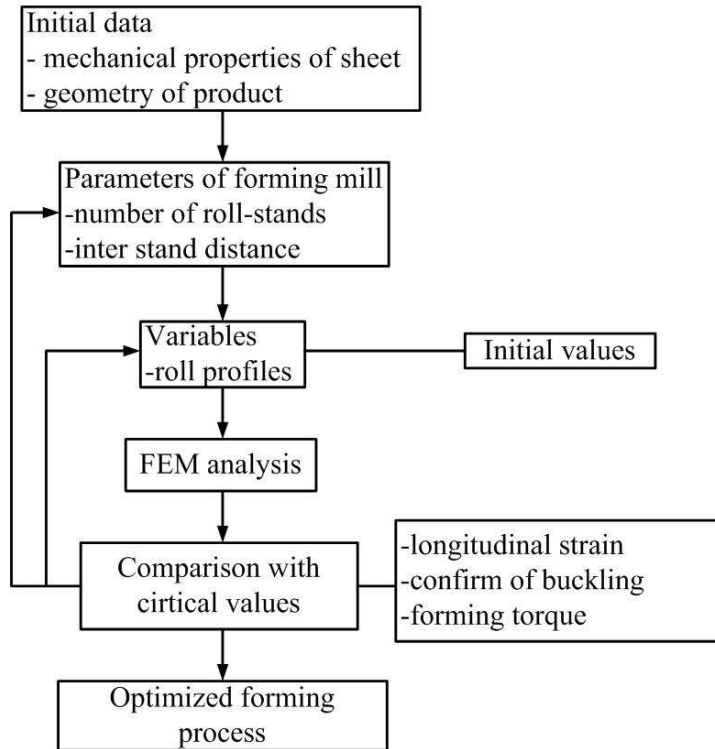 Initial data
- mechanical properties of sheet
- geometry of product
Parameters of forming mill
-number of roll-stands
-inter stand distance
Variables
-roll profiles
Initial values
FEM analysis
Comparison with
cirtical values
-longitudinal strain
-confirm of buckling
-forming torque
Optimized forming
process